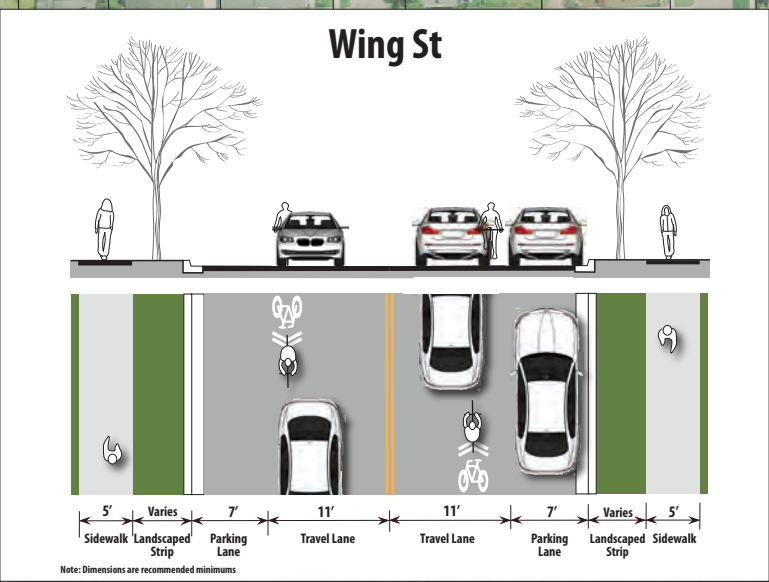 Wing St
5’ Varies 7’ 11’ 11’ 7’ Varies 5’
Sidewalk Landscaped Strip Parking Lane Travel Lane Travel Lane Parking Lane Landscaped Strip Sidewalk
Note: Dimensions are recommended minimums